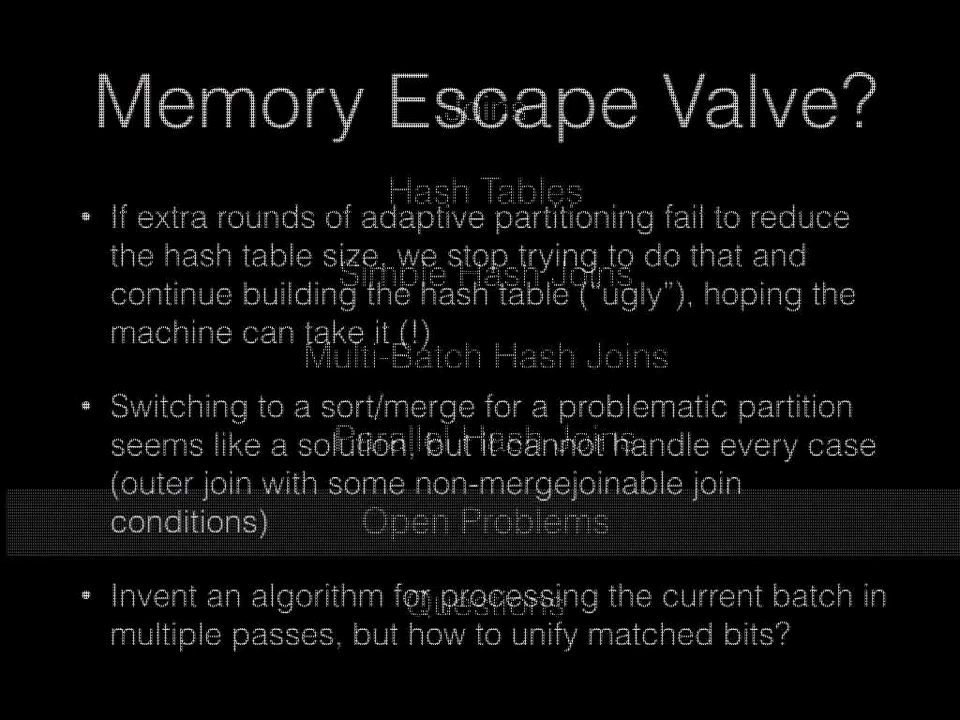 Memory Escape Valve?
Joins
Hash Tables
• If extra rounds of adaptive partitioning fail to reduce
the hash table size, we stop trying to do that and
Simple Hash Joins
continue building the hash table ("ugly"), hoping the
machine can take it (!)
Multi-Batch Hash Joins
• Switching to a sort/merge for a problematic partition
seems like a solution, but it cannot handle every case
Parallel Hash Joins
(outer join with some non-mergejoinable join
conditions)
Open Problems
• Invent an algorithm for processing the current batch in
Questions
multiple passes, but how to unify matched bits?